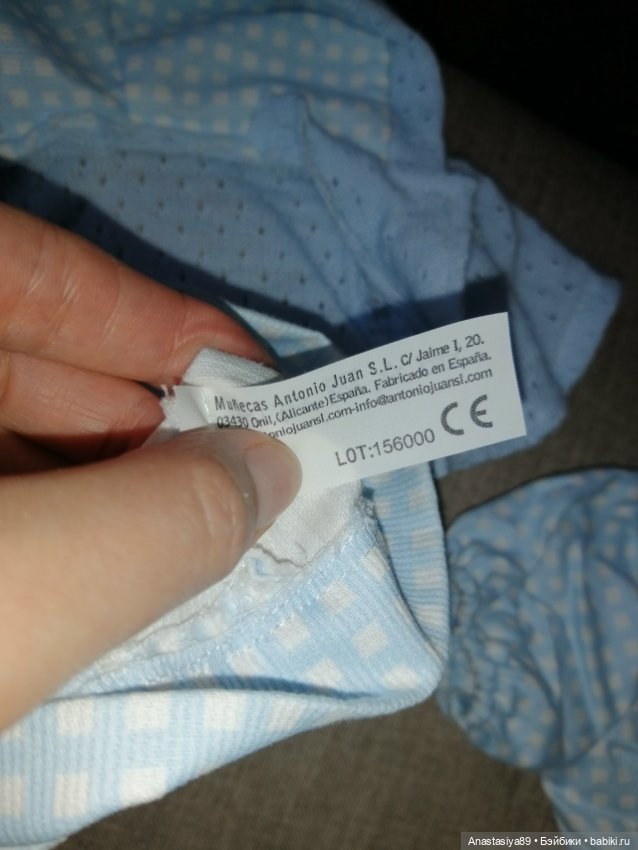 Muñecas Antonio Juan S.L. C/ Jaime I, 20.
03430 Onil, (Alicante) España. Fabricado en España.
toniojuansl.com-info@antoniojuansl.com
LOT:156000 CE
Anastasiya89 • Бэйбики • babiki.ru